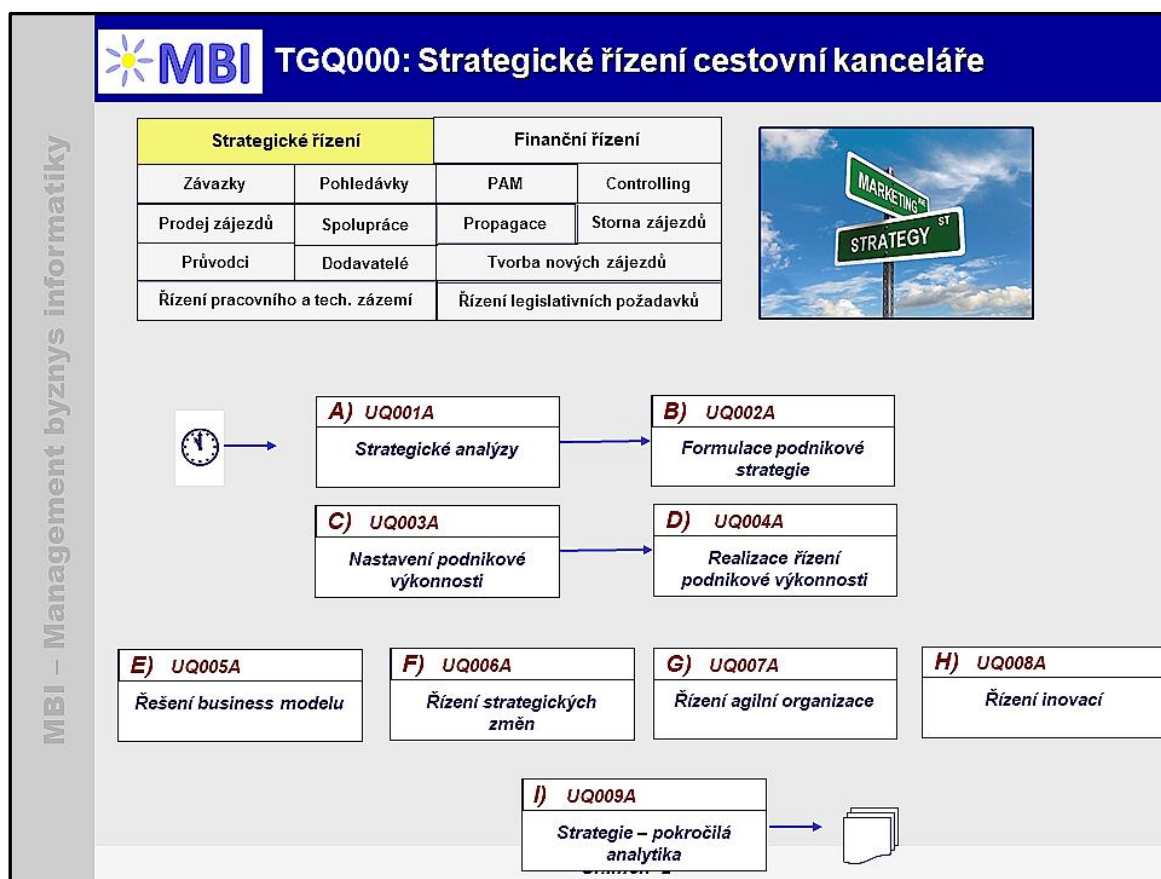 MBI
TGQ000: Strategické řízení cestovní kanceláře
MBI – Management byznys informatiky
Strategické řízení
Finanční řízení
Závazky
Pohledávky
PAM
Controlling
Prodej zájezdů
Spolupráce
Propagace
Storna zájezdů
Průvodci
Dodavatelé
Tvorba nových zájezdů
Řízení pracovního a tech. zázemí
Řízení legislativních požadavků
MARKETING AVE
STRATEGY ST
A) UQ001A
Strategické analýzy
B) UQ002A
Formulace podnikové
strategie
C) UQ003A
Nastavení podnikové
výkonnosti
D) UQ004A
Realizace řízení
podnikové výkonnosti
E) UQ005A
Řešení business modelu
F) UQ006A
Řízení strategických
změn
G) UQ007A
Řízení agilní organizace
H) UQ008A
Řízení inovací
I) UQ009A
Strategie – pokročilá
analytika